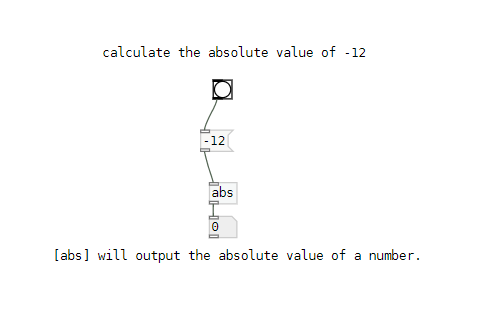 calculate the absolute value of -12
-12
abs
0
[abs] will output the absolute value of a number.